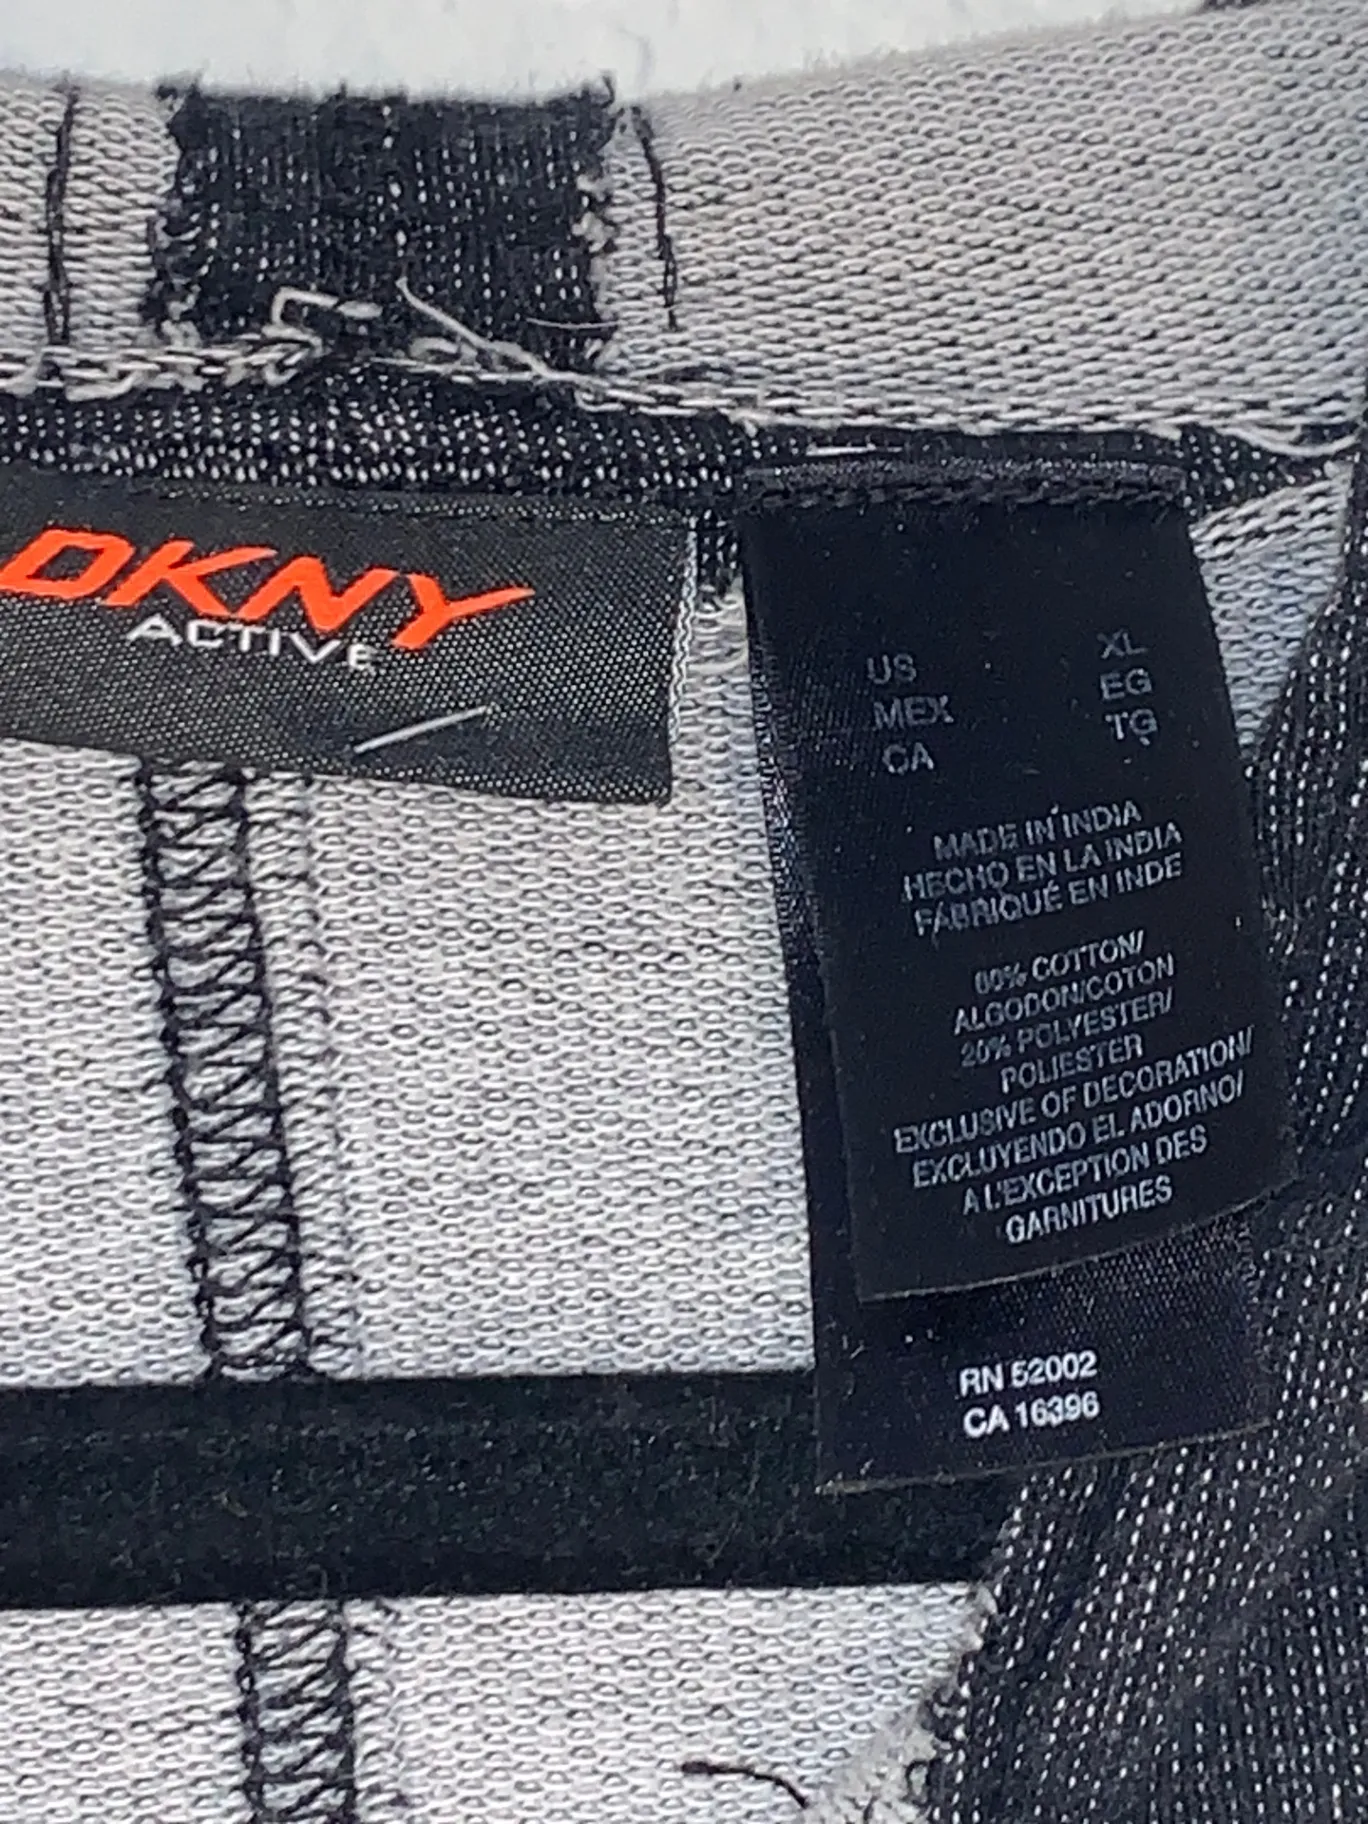 DKNY
ACTIVE
US XL
MEX EG
CA TG
MADE IN INDIA
HECHO EN LA INDIA
FABRIQUÉ EN INDE
80% COTTON/
ALGODON/COTON
20% POLYESTER/
POLIESTER
EXCLUSIVE OF DECORATION/
EXCLUYENDO EL ADORNO/
A L'EXCEPTION DES
GARNITURES
RN 52002
CA 16396